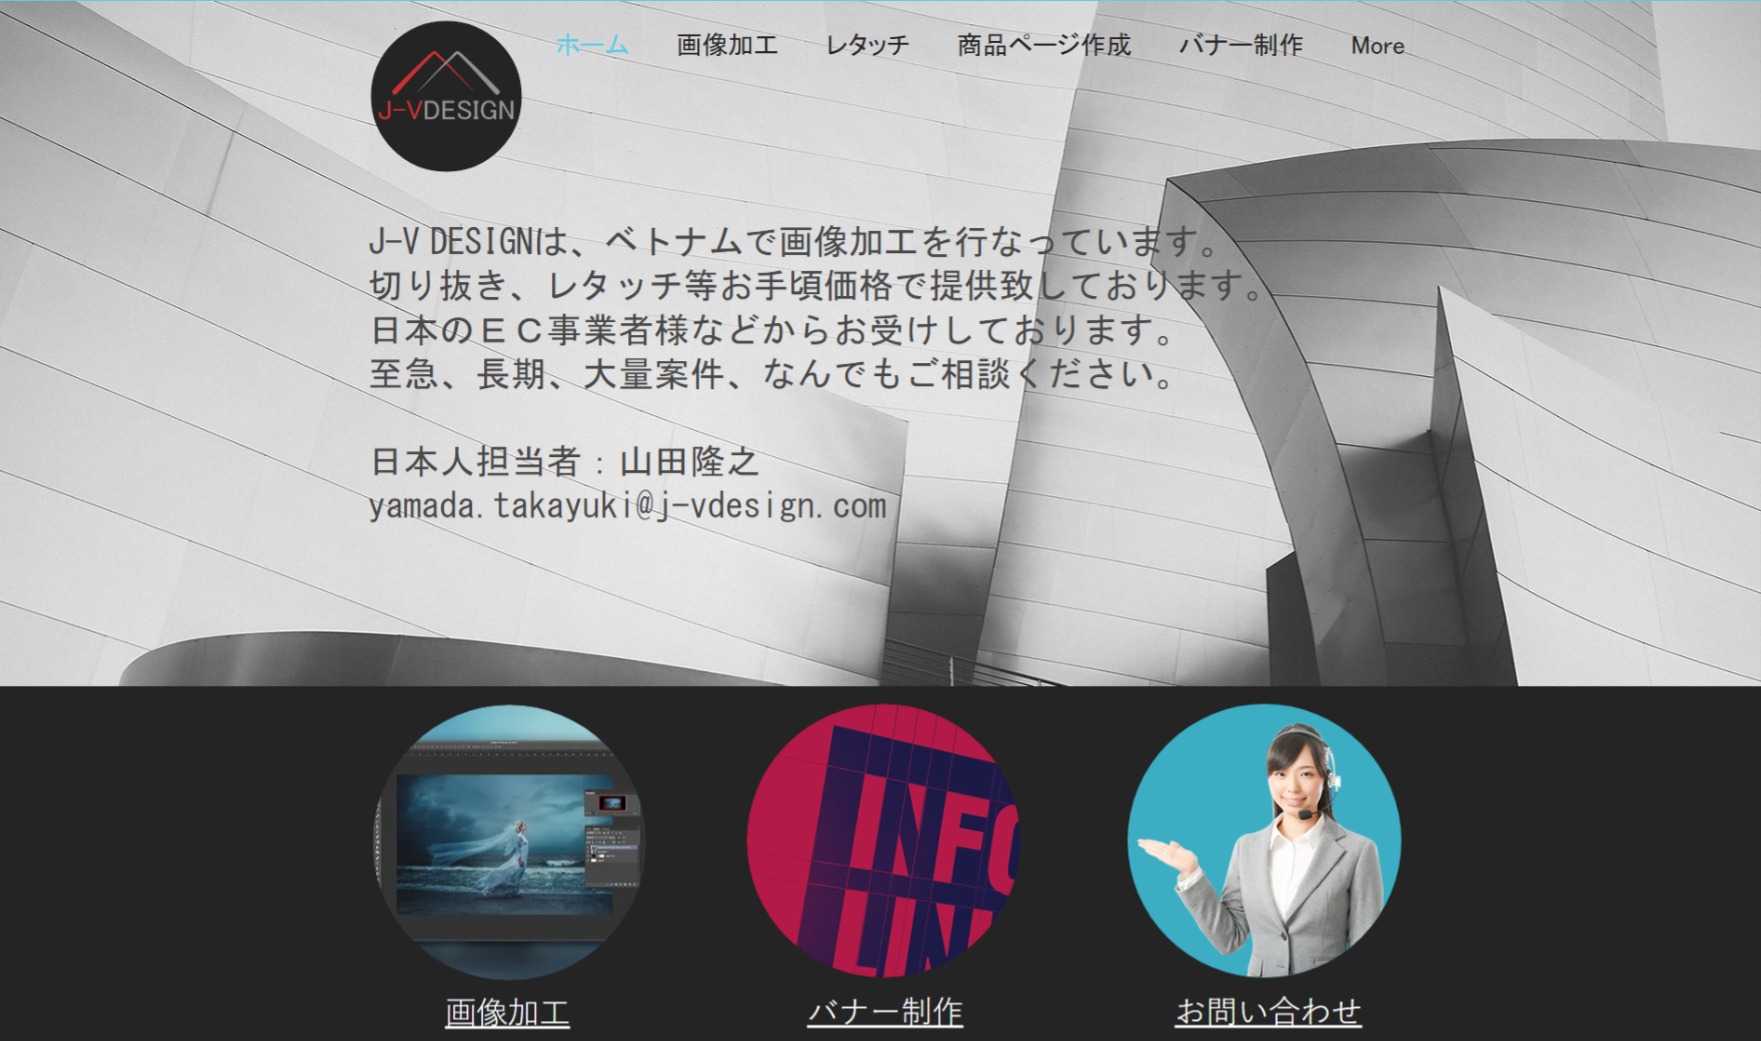 J-VDESIGN
ホーム 画像加工 レタッチ 商品ページ作成 バナー制作 More
J-V DESIGNは、ベトナムで画像加工を行なっています。
切り抜き、レタッチ等お手頃価格で提供致しております。
日本のＥＣ事業者様などからお受けしております。
至急、長期、大量案件、なんでもご相談ください。
日本人担当者：山田隆之
yamada.takayuki@j-vdesign.com
INFO
LIN
画像加工 バナー制作 お問い合わせ